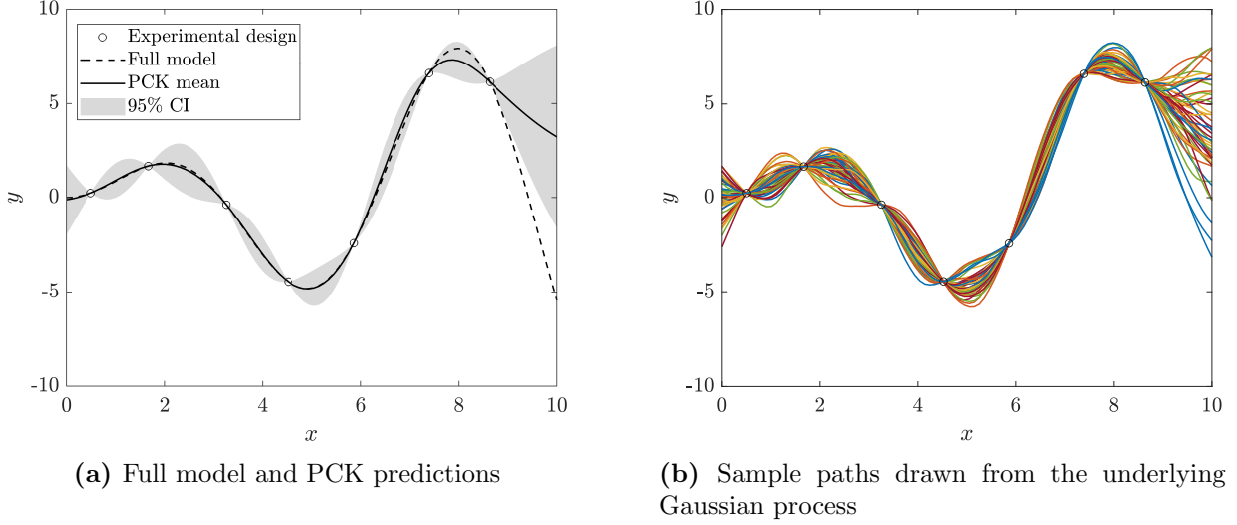 10
5
0
-5
-10
y
Experimental design
Full model
PCK mean
95% CI
0 2 4 6 8 10
x
(a) Full model and PCK predictions
10
5
0
-5
-10
y
0 2 4 6 8 10
x
(b) Sample paths drawn from the underlying
Gaussian process